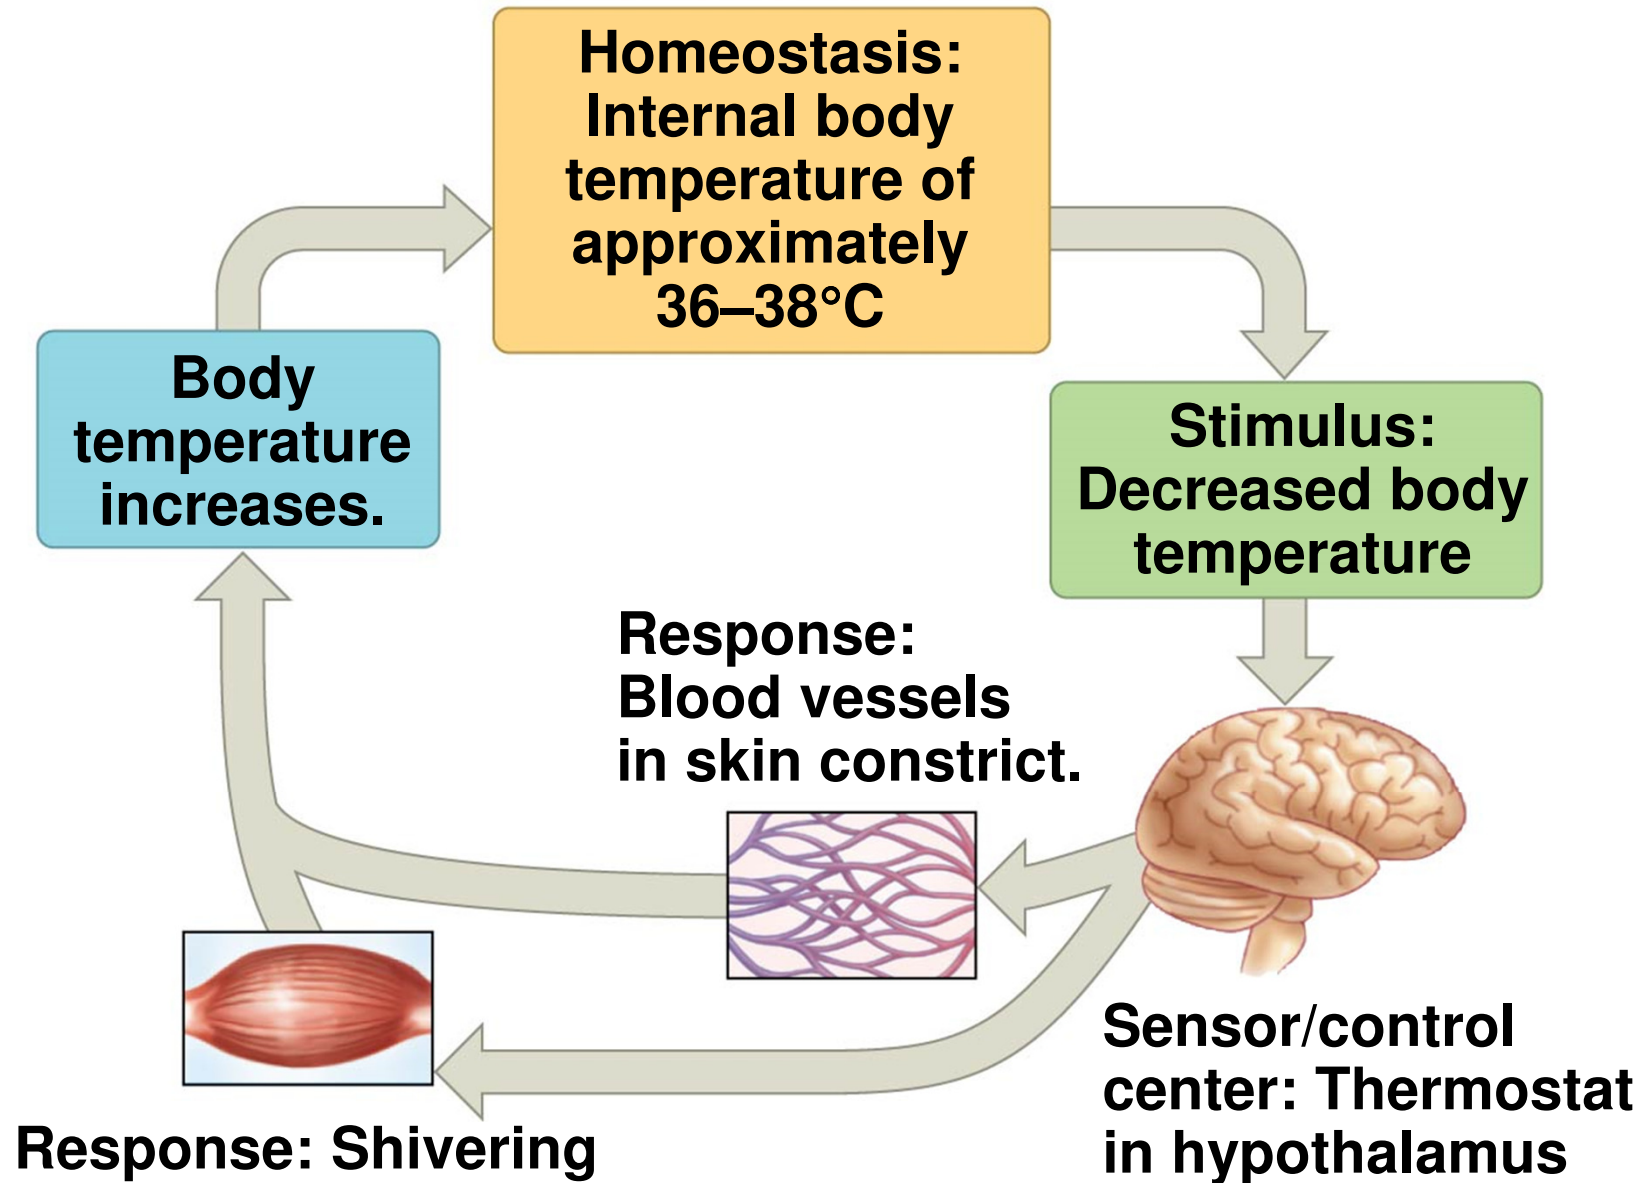 Homeostasis:
Internal body
temperature of
approximately
36–38°C
Body
temperature
increases.
Stimulus:
Decreased body
temperature
Response:
Blood vessels
in skin constrict.
Sensor/control
center: Thermostat
in hypothalamus
Response: Shivering